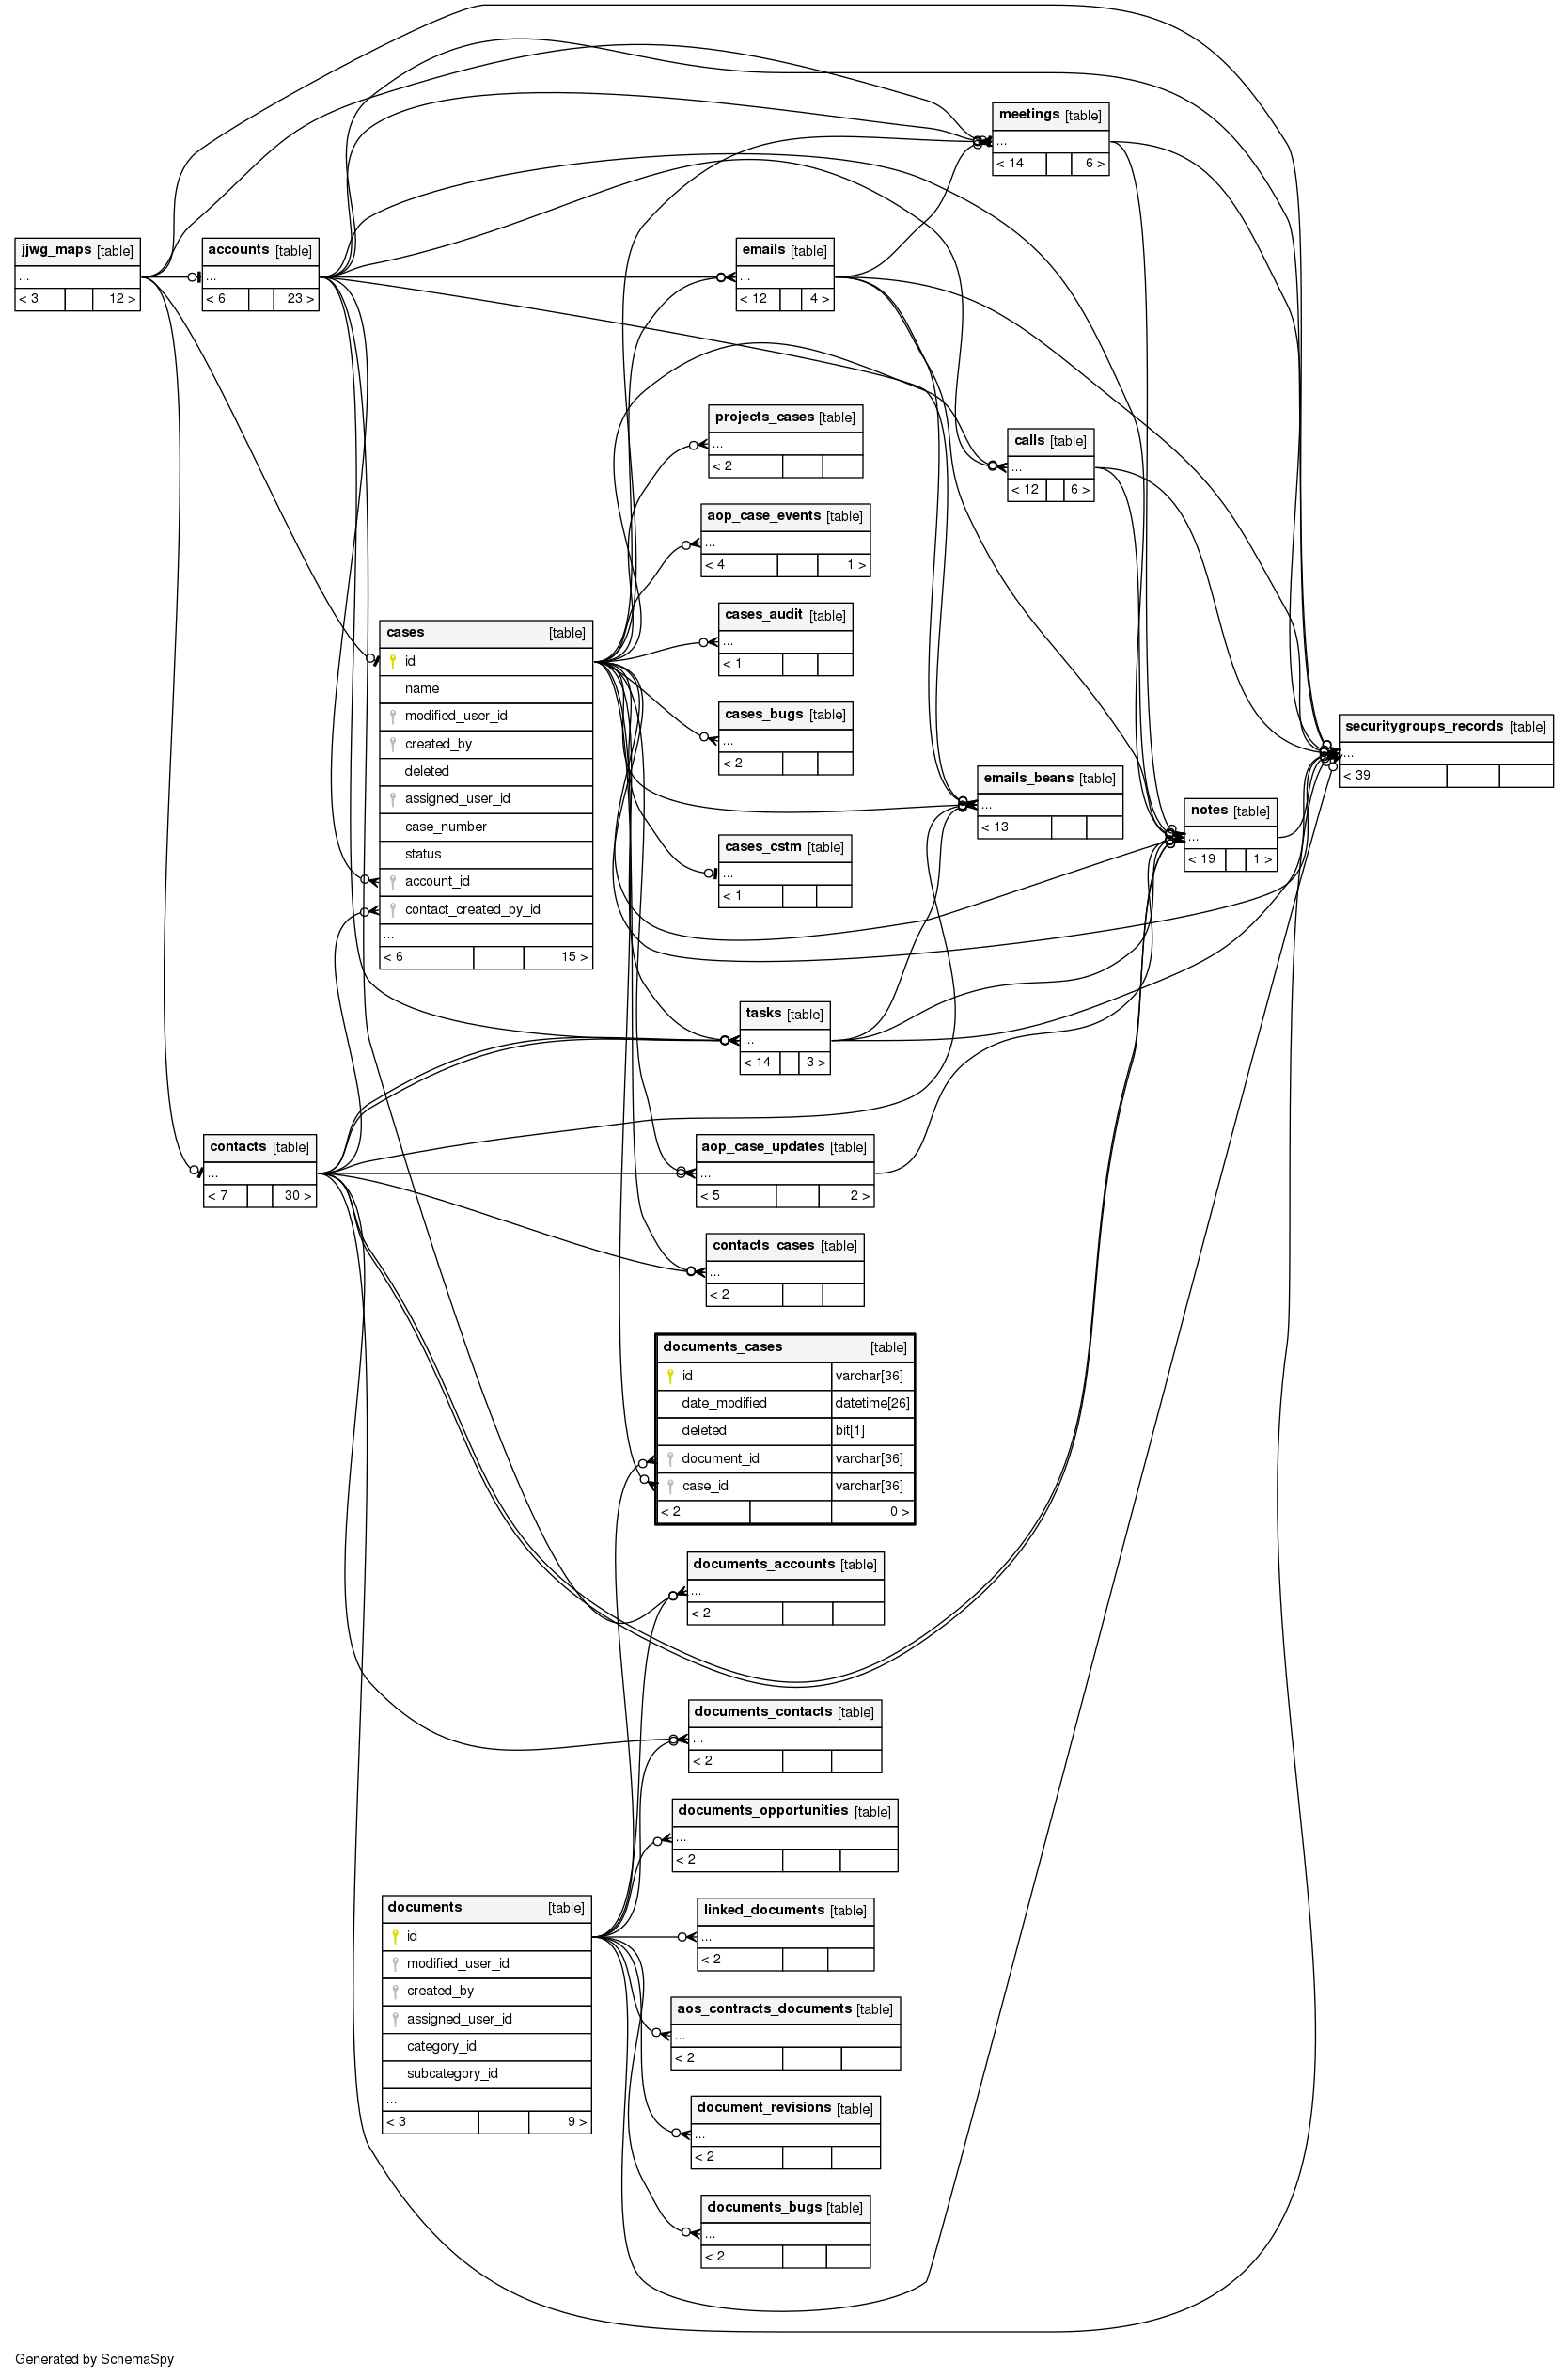 meetings [table]
...
< 14 6 >
jjwg_maps [table]
...
< 3 12 >
accounts [table]
...
< 6 23 >
emails [table]
...
< 12 4 >
projects_cases [table]
...
< 2
calls [table]
...
< 12 6 >
aop_case_events [table]
...
< 4 1 >
cases_audit [table]
...
< 1
cases [table]
id
name
modified_user_id
created_by
deleted
assigned_user_id
case_number
status
account_id
contact_created_by_id
...
< 6 15 >
cases_bugs [table]
...
< 2
securitygroups_records [table]
...
< 39
emails_beans [table]
...
< 13
notes [table]
...
< 19 1 >
cases_cstm [table]
...
< 1
tasks [table]
...
< 14 3 >
contacts [table]
...
< 7 30 >
aop_case_updates [table]
...
< 5 2 >
contacts_cases [table]
...
< 2
documents_cases [table]
id varchar[36]
date_modified datetime[26]
deleted bit[1]
document_id varchar[36]
case_id varchar[36]
< 2 0 >
documents_accounts [table]
...
< 2
documents_contacts [table]
...
< 2
documents_opportunities [table]
...
< 2
documents [table]
id
modified_user_id
created_by
assigned_user_id
category_id
subcategory_id
...
< 3 9 >
linked_documents [table]
...
< 2
aos_contracts_documents [table]
...
< 2
document_revisions [table]
...
< 2
documents_bugs [table]
...
< 2
Generated by SchemaSpy